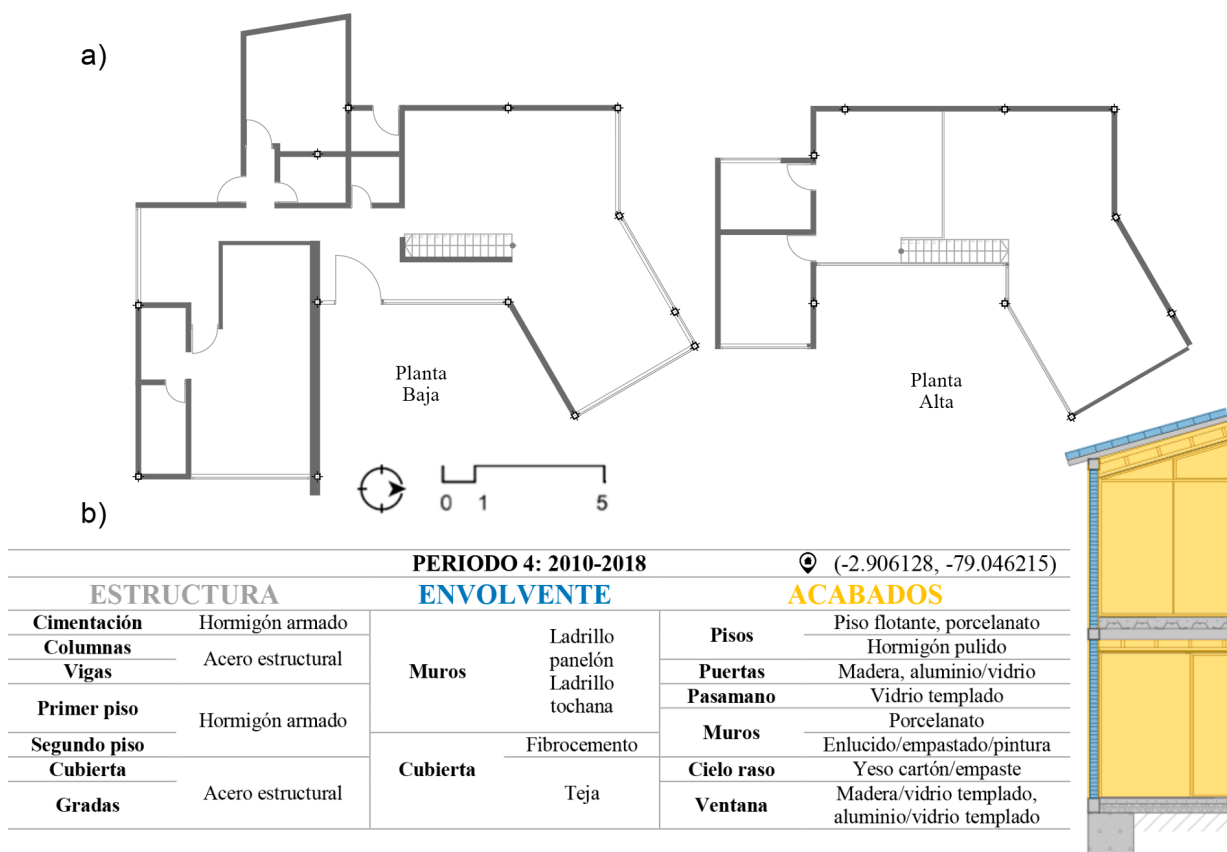 a)
Planta
Baja
Planta
Alta
0 1 5
b)
PERIODO 4: 2010-2018 (-2.906128, -79.046215)
ESTRUCTURA ENVOLVENTE ACABADOS
Cimentación Hormigón armado
Columnas
Vigas
Acero estructural
Primer piso
Segundo piso
Hormigón armado
Cubierta
Gradas
Acero estructural
Muros
Ladrillo
panelón
Ladrillo
tochana
Cubierta
Fibrocemento
Teja
Pisos
Piso flotante, porcelanato
Hormigón pulido
Puertas Madera, aluminio/vidrio
Pasamano Vidrio templado
Muros
Porcelanato
Enlucido/empastado/pintura
Cielo raso Yeso cartón/empaste
Ventana
Madera/vidrio templado,
aluminio/vidrio templado